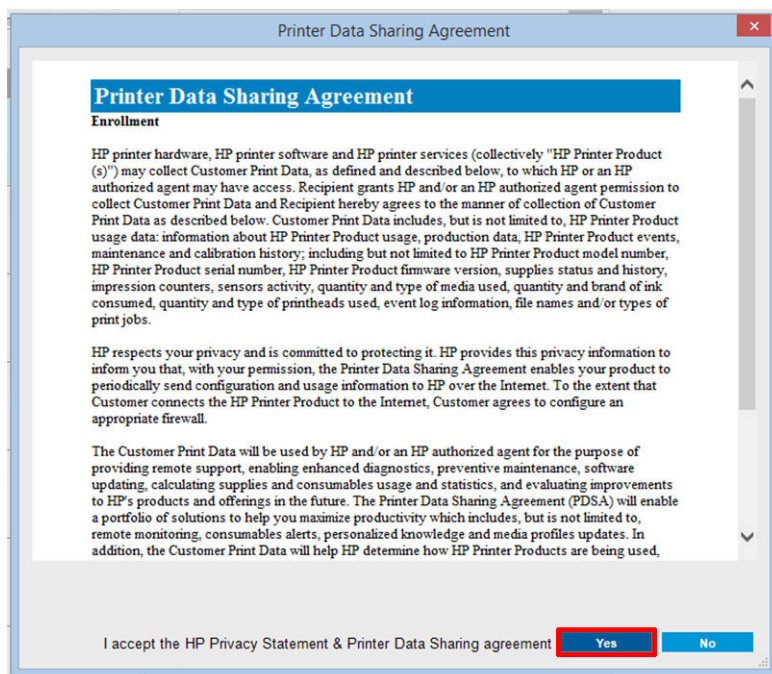 Printer Data Sharing Agreement
Printer Data Sharing Agreement
Enrollment
HP printer hardware, HP printer software and HP printer services (collectively "HP Printer Product
(s)") may collect Customer Print Data, as defined and described below, to which HP or an HP
authorized agent may have access. Recipient grants HP and/or an HP authorized agent permission to
collect Customer Print Data and Recipient hereby agrees to the manner of collection of Customer
Print Data as described below. Customer Print Data includes, but is not limited to, HP Printer Product
usage data: information about HP Printer Product usage, production data, HP Printer Product events,
maintenance and calibration history; including but not limited to HP Printer Product model number,
HP Printer Product serial number, HP Printer Product firmware version, supplies status and history,
impression counters, sensors activity, quantity and type of media used, quantity and brand of ink
consumed, quantity and type of printheads used, event log information, file names and/or types of
print jobs.
HP respects your privacy and is committed to protecting it. HP provides this privacy information to
inform you that, with your permission, the Printer Data Sharing Agreement enables your product to
periodically send configuration and usage information to HP over the Internet. To the extent that
Customer connects the HP Printer Product to the Internet, Customer agrees to configure an
appropriate firewall.
The Customer Print Data will be used by HP and/or an HP authorized agent for the purpose of
providing remote support, enabling enhanced diagnostics, preventive maintenance, software
updating, calculating supplies and consumables usage and statistics, and evaluating improvements
to HP's products and offerings in the future. The Printer Data Sharing Agreement (PDSA) will enable
a portfolio of solutions to help you maximize productivity which includes, but is not limited to,
remote monitoring, consumables alerts, personalized knowledge and media profiles updates. In
addition, the Customer Print Data will help HP determine how HP Printer Products are being used,
I accept the HP Privacy Statement & Printer Data Sharing agreement Yes No